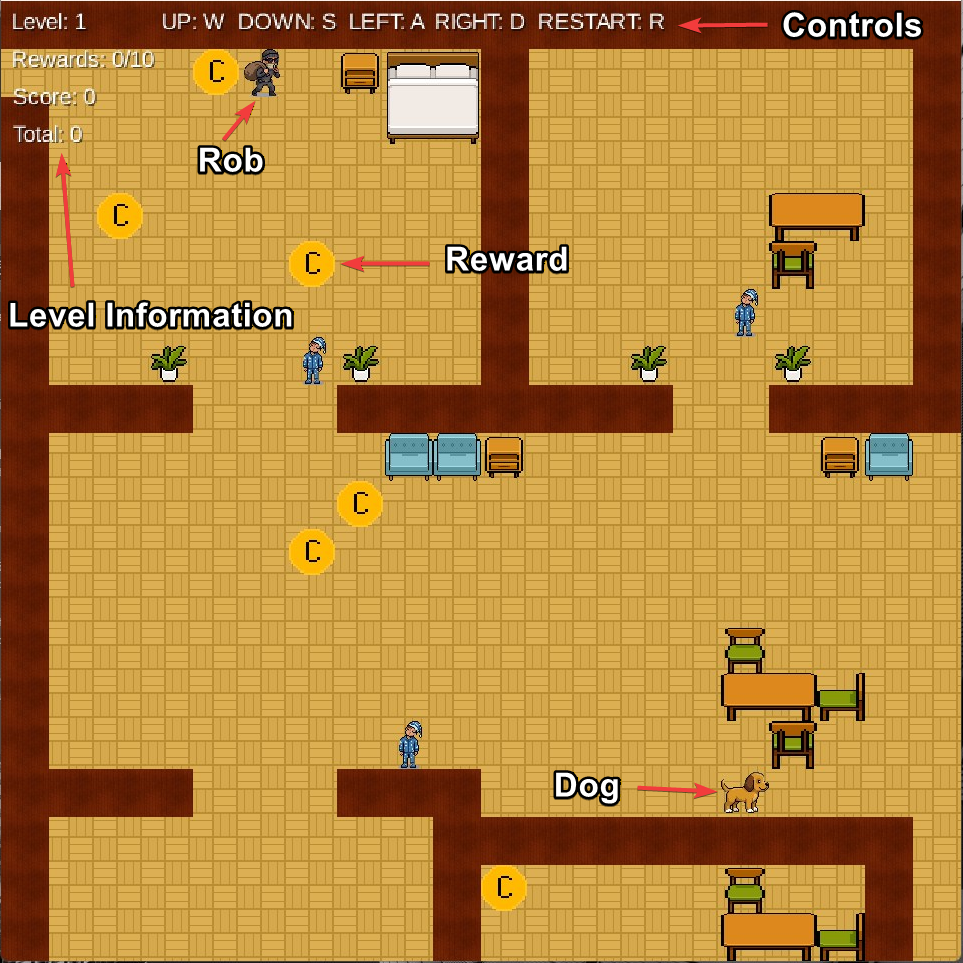 Level: 1 UP: W DOWN: S LEFT: A RIGHT: D RESTART: R Controls
Rewards: 0/10
C
Score: 0
Total: 0
Rob
C
C Reward
Level Information
C
C
Dog
C